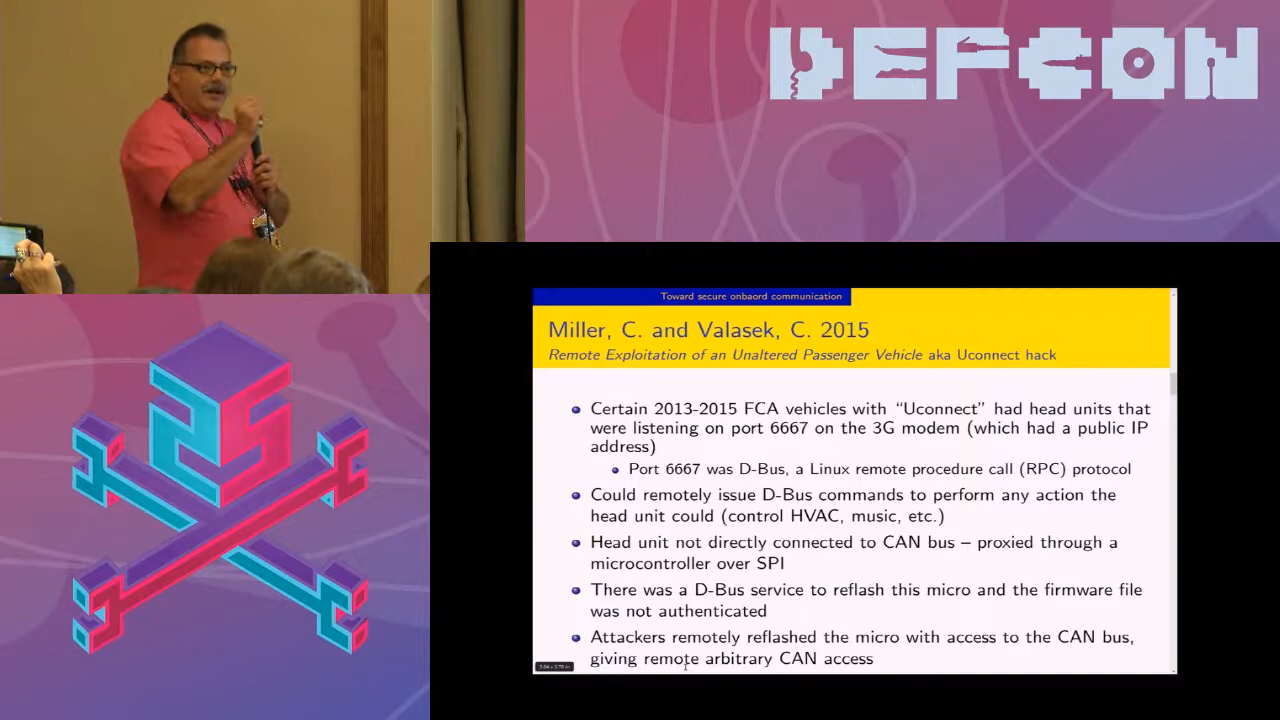 DEFCON
Toward secure onbaord communication
Miller, C. and Valasek, C. 2015
Remote Exploitation of an Unaltered Passenger Vehicle aka Uconnect hack
Certain 2013-2015 FCA vehicles with “Uconnect” had head units that
were listening on port 6667 on the 3G modem (which had a public IP
address)
Port 6667 was D-Bus, a Linux remote procedure call (RPC) protocol
Could remotely issue D-Bus commands to perform any action the
head unit could (control HVAC, music, etc.)
Head unit not directly connected to CAN bus – proxied through a
microcontroller over SPI
There was a D-Bus service to reflash this micro and the firmware file
was not authenticated
Attackers remotely reflashed the micro with access to the CAN bus,
giving remote arbitrary CAN access